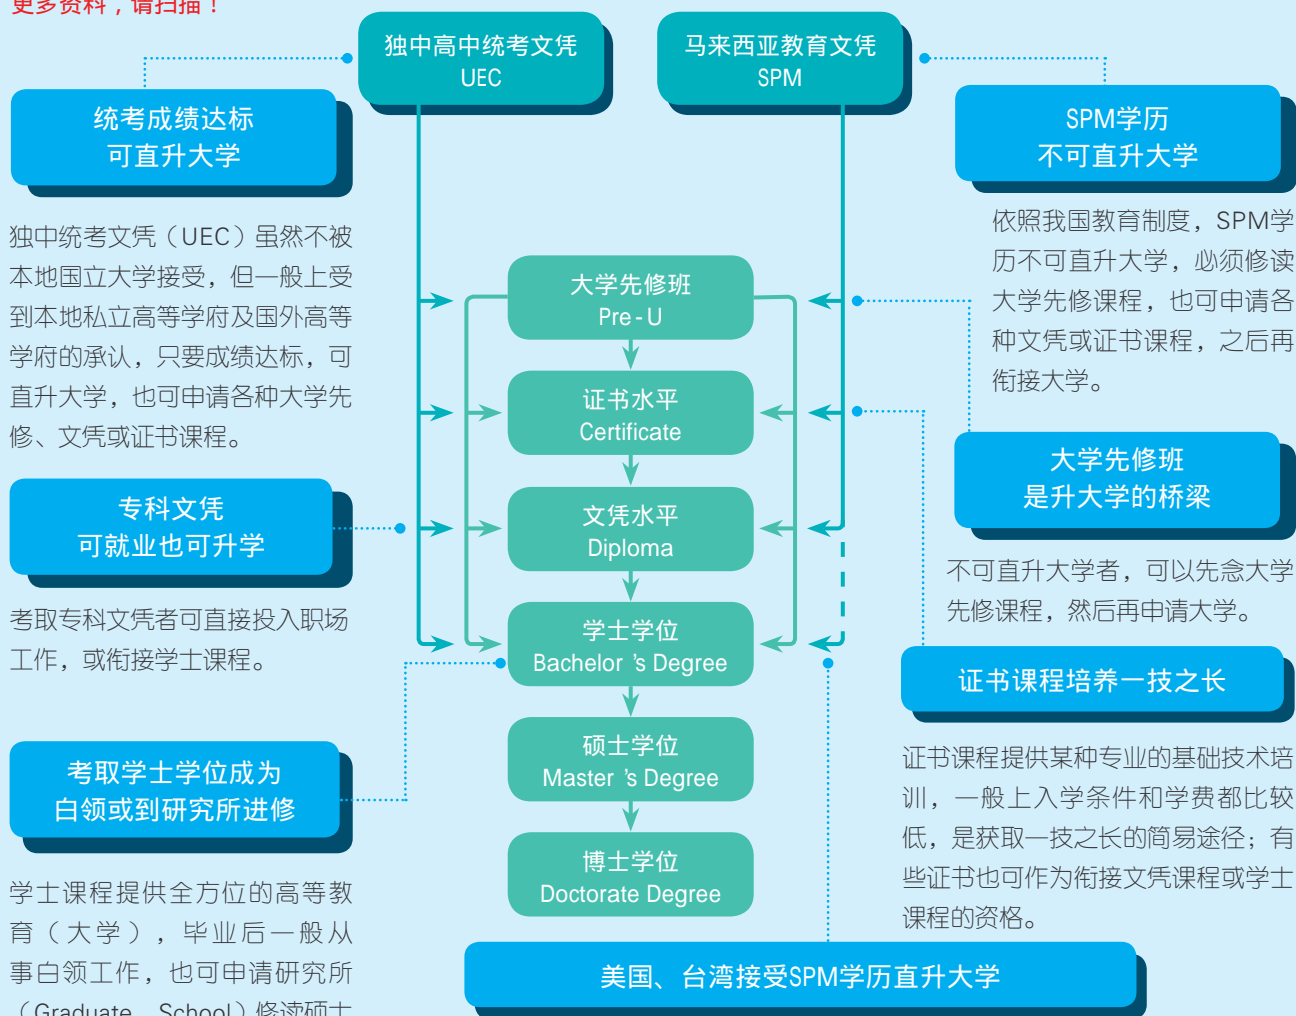 更多资料，请扫描！
独中高中统考文凭
UEC
马来西亚教育文凭
SPM
统考成绩达标
可直升大学
独中统考文凭（UEC）虽然不被
本地国立大学接受，但一般上受
到本地私立高等学府及国外高等
学府的承认，只要成绩达标，可
直升大学，也可申请各种大学先
修、文凭或证书课程。
专科文凭
可就业也可升学
考取专科文凭者可直接投入职场
工作，或衔接学士课程。
考取学士学位成为
白领或到研究所进修
学士课程提供全方位的高等教
育（大学），毕业后一般从
事白领工作，也可申请研究所
（Graduate School）修读硕士
大学先修班
Pre-U
证书水平
Certificate
文凭水平
Diploma
学士学位
Bachelor 's Degree
硕士学位
Master 's Degree
博士学位
Doctorate Degree
SPM学历
不可直升大学
依照我国教育制度，SPM学
历不可直升大学，必须修读
大学先修课程，也可申请各
种文凭或证书课程，之后再
衔接大学。
大学先修班
是升大学的桥梁
不可直升大学者，可以先念大学
先修课程，然后再申请大学。
证书课程培养一技之长
证书课程提供某种专业的基础技术培
训，一般上入学条件和学费都比较
低，是获取一技之长的简易途径；有
些证书也可作为衔接文凭课程或学士
课程的资格。
美国、台湾接受SPM学历直升大学